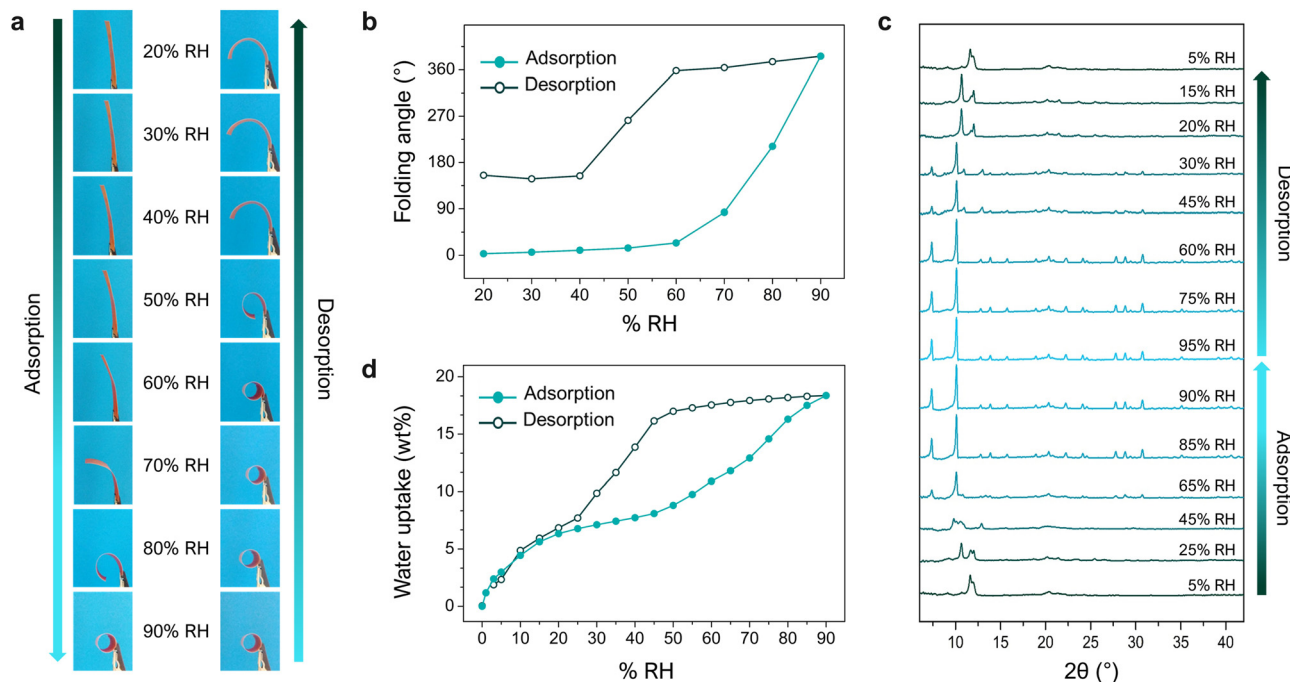 a
20% RH
30% RH
40% RH
50% RH
60% RH
70% RH
80% RH
90% RH
Adsorption
Desorption
b
Adsorption
Desorption
Folding angle (°)
360
270
180
90
0
20 30 40 50 60 70 80 90
% RH
d
Adsorption
Desorption
Water uptake (wt%)
20
15
10
5
0
0 10 20 30 40 50 60 70 80 90
% RH
c
5% RH
15% RH
20% RH
30% RH
45% RH
60% RH
75% RH
95% RH
90% RH
85% RH
65% RH
45% RH
25% RH
5% RH
Desorption
Adsorption
10 15 20 25 30 35 40
2θ (°)